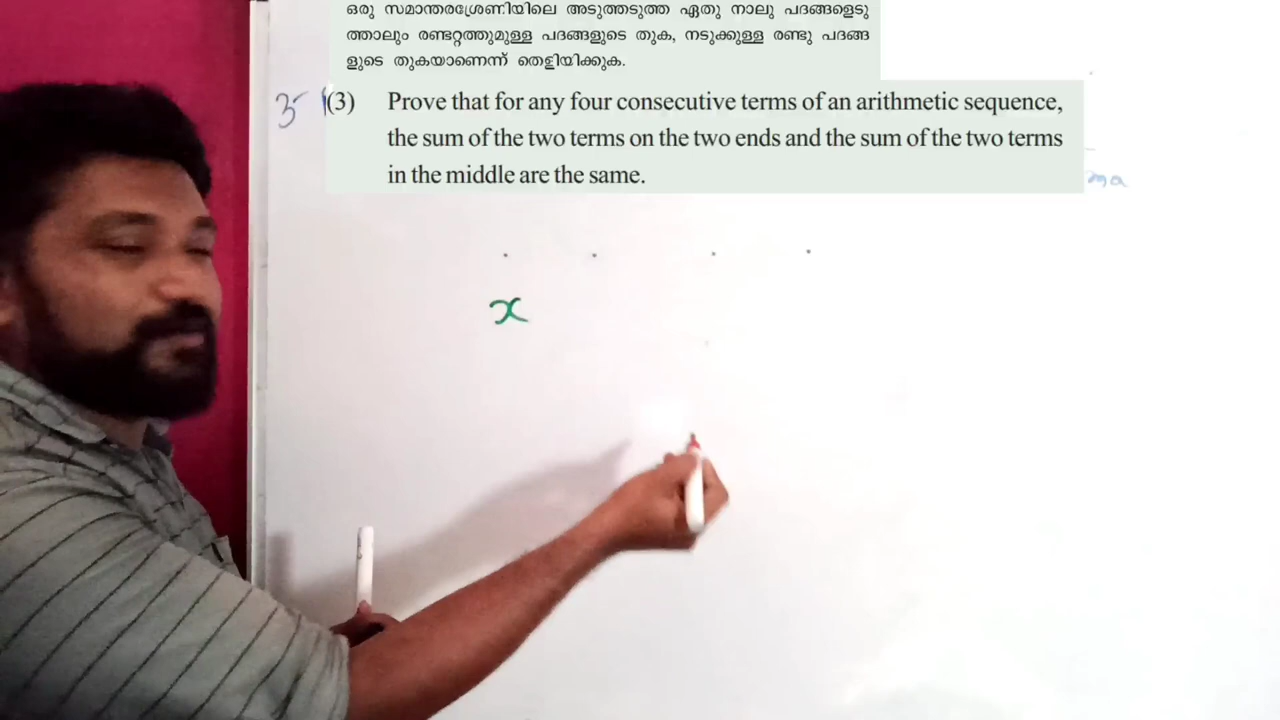 ഒരു സമാന്തരശ്രേണിയിലെ അടുത്തടുത്ത ഏതു നാലു പദങ്ങളെടു
ത്താലും രണ്ടറ്റത്തുമുള്ള പദങ്ങളുടെ തുക, നടുക്കുള്ള രണ്ടു പദങ്ങ
ളുടെ തുകയാണെന്ന് തെളിയിക്കുക.
(3) Prove that for any four consecutive terms of an arithmetic sequence,
the sum of the two terms on the two ends and the sum of the two terms
in the middle are the same.
x